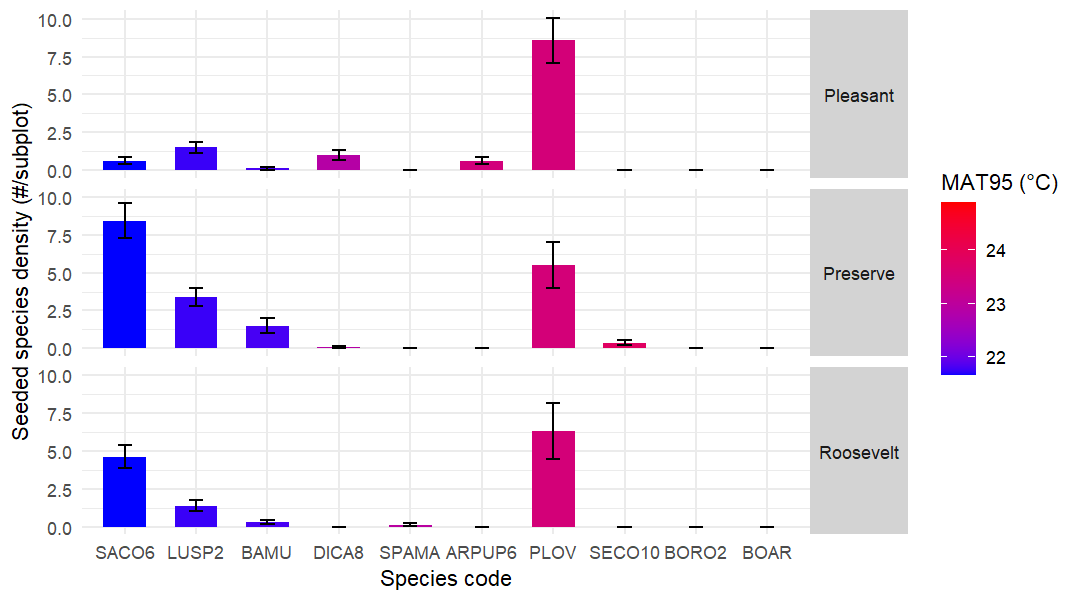 Seeded species density (#/subplot)
10.0
7.5
5.0
2.5
0.0
Pleasant
10.0
7.5
5.0
2.5
0.0
Preserve
10.0
7.5
5.0
2.5
0.0
Roosevelt
SACO6 LUSP2 BAMU DICA8 SPAMA ARPUP6 PLOV SECO10 BORO2 BOAR
Species code
MAT95 (°C)
24
23
22